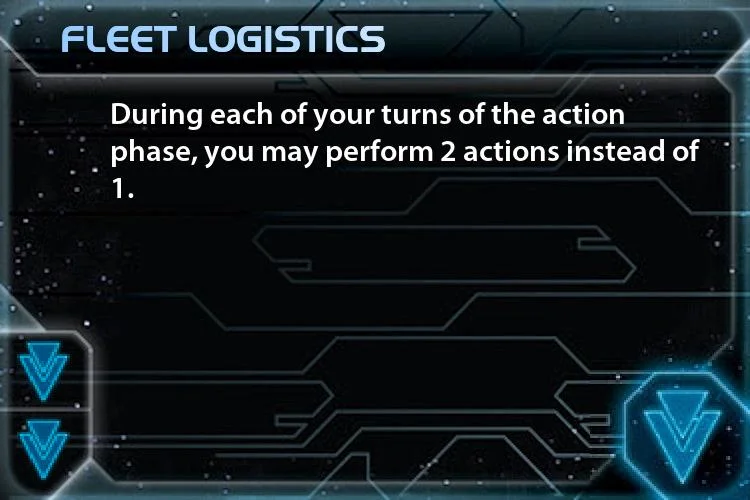 FLEET LOGISTICS
During each of your turns of the action
phase, you may perform 2 actions instead of
1.